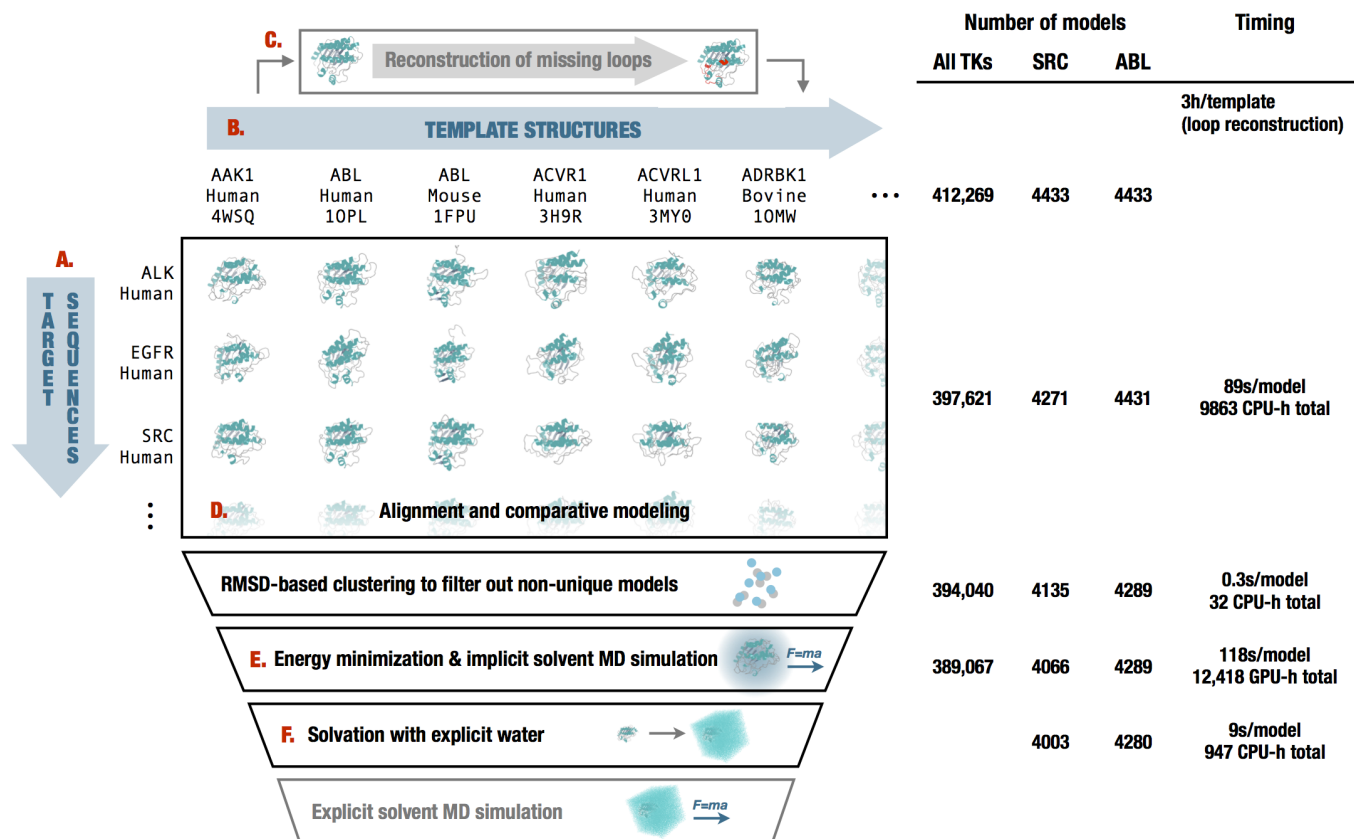 Number of models
Timing
All TKs
SRC
ABL
C.
Reconstruction of missing loops
3h/template
(loop reconstruction)
B.
TEMPLATE STRUCTURES
AAK1
Human
4WSQ
ABL
Human
1OPL
ABL
Mouse
1FPU
ACVR1
Human
3H9R
ACVRL1
Human
3MY0
ADRBK1
Bovine
1OMW
...
412,269
4433
4433
A.
TARGET
SEQUENCES
ALK
Human
EGFR
Human
SRC
Human
⋮
D.
Alignment and comparative modeling
397,621
4271
4431
89s/model
9863 CPU-h total
RMSD-based clustering to filter out non-unique models
394,040
4135
4289
0.3s/model
32 CPU-h total
E. Energy minimization & implicit solvent MD simulation
F=ma
389,067
4066
4289
118s/model
12,418 GPU-h total
F. Solvation with explicit water
4003
4280
9s/model
947 CPU-h total
Explicit solvent MD simulation
F=ma